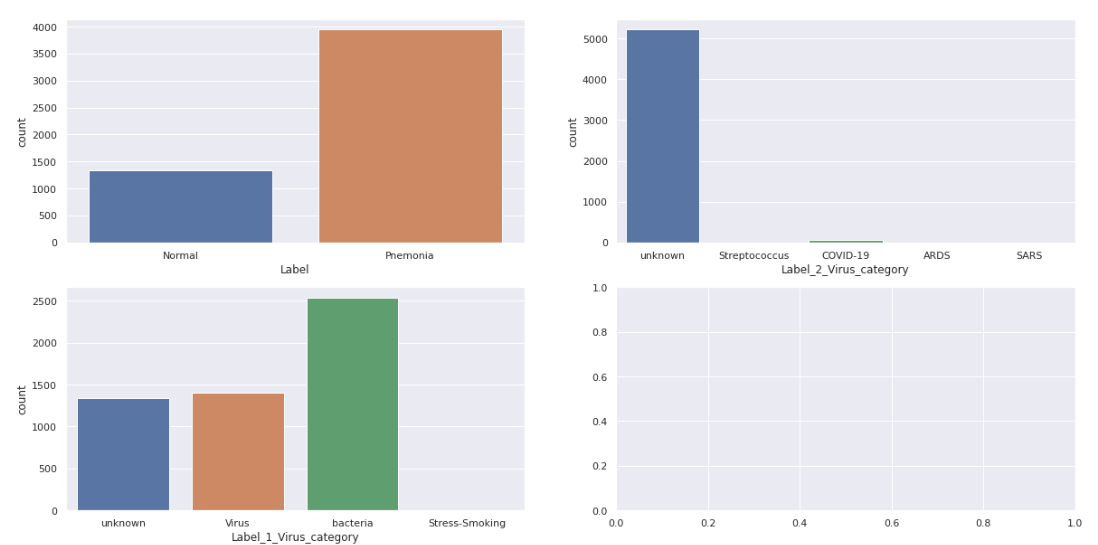 4000
3500
3000
2500
2000
1500
1000
500
0
count
Normal Pnemonia
Label
5000
4000
3000
2000
1000
0
count
unknown Streptococcus COVID-19 ARDS SARS
Label_2_Virus_category
2500
2000
1500
1000
500
0
count
unknown Virus bacteria Stress-Smoking
Label_1_Virus_category
1.0
0.8
0.6
0.4
0.2
0.0
0.0 0.2 0.4 0.6 0.8 1.0